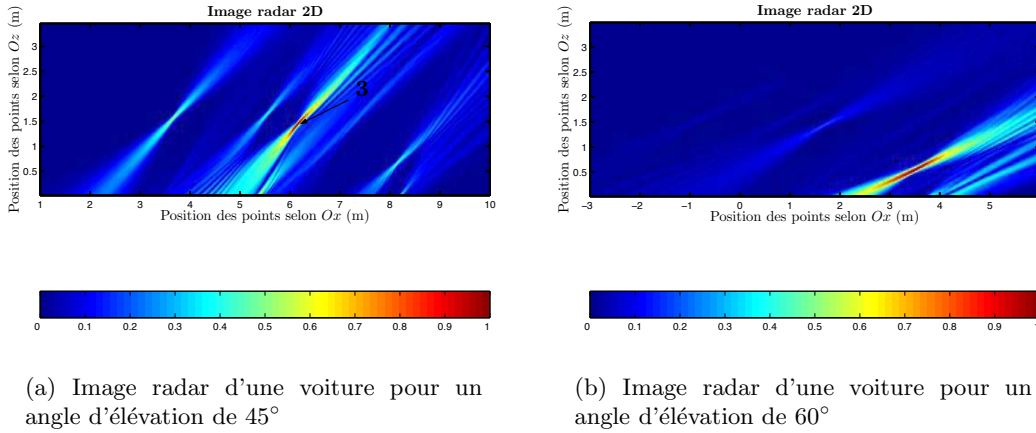 Image radar 2D
Position des points selon Oz (m)
3
2.5
2
1.5
1
0.5
3
1 2 3 4 5 6 7 8 9 10
Position des points selon Ox (m)
0 0.1 0.2 0.3 0.4 0.5 0.6 0.7 0.8 0.9 1
(a) Image radar d'une voiture pour un
angle d'élévation de 45°
Image radar 2D
Position des points selon Oz (m)
3
2.5
2
1.5
1
0.5
−3 −2 −1 0 1 2 3 4 5
Position des points selon Ox (m)
0 0.1 0.2 0.3 0.4 0.5 0.6 0.7 0.8 0.9
(b) Image radar d'une voiture pour un
angle d'élévation de 60°